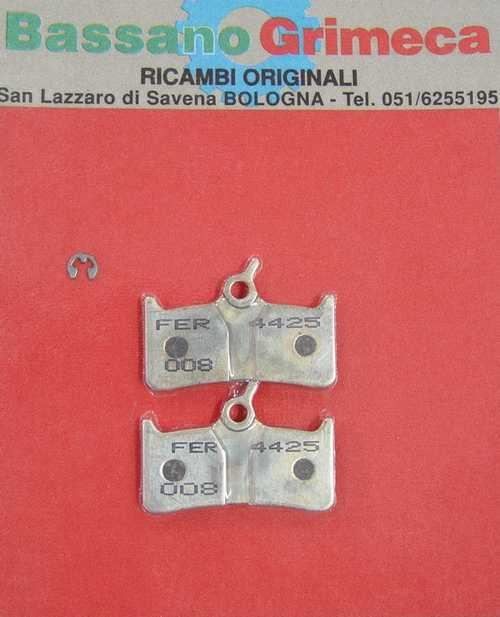 Bassano Grimeca
RICAMBI ORIGINALI
San Lazzaro di Savena BOLOGNA - Tel. 051/6255195
FER 4425
008
FER 4425
008